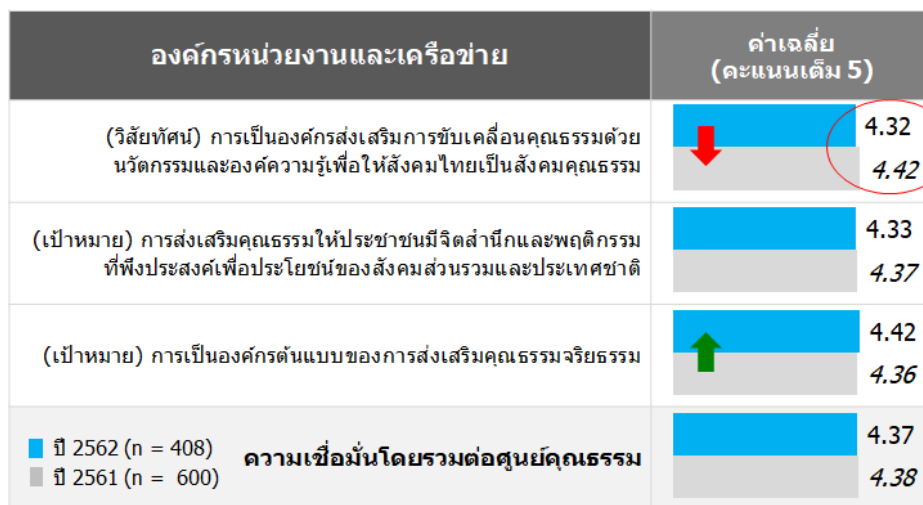 องค์กรหน่วยงานและเครือข่าย
ค่าเฉลี่ย
(คะแนนเต็ม 5)
(วิสัยทัศน์) การเป็นองค์กรส่งเสริมการขับเคลื่อนคุณธรรมด้วย
นวัตกรรมและองค์ความรู้เพื่อให้สังคมไทยเป็นสังคมคุณธรรม
4.32
4.42
(เป้าหมาย) การส่งเสริมคุณธรรมให้ประชาชนมีจิตสำนึกและพฤติกรรม
ที่พึงประสงค์เพื่อประโยชน์ของสังคมส่วนรวมและประเทศชาติ
4.33
4.37
(เป้าหมาย) การเป็นองค์กรต้นแบบของการส่งเสริมคุณธรรมจริยธรรม
4.42
4.36
ปี 2562 (n = 408)
ปี 2561 (n = 600)
ความเชื่อมั่นโดยรวมต่อศูนย์คุณธรรม
4.37
4.38